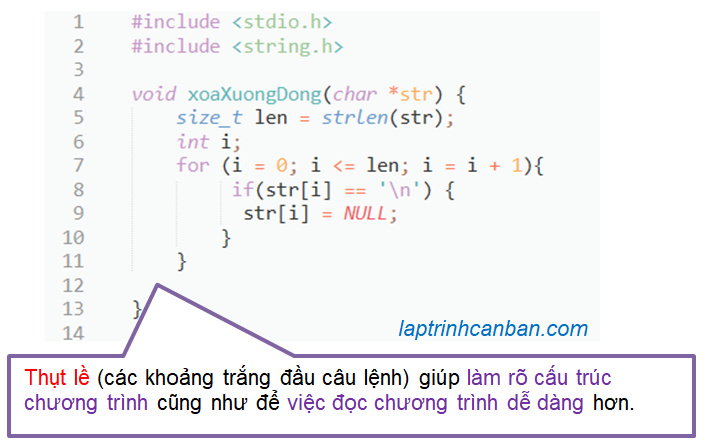 1 #include <stdio.h>
2 #include <string.h>
3
4 void xoaXuongDong(char *str) {
5 size_t len = strlen(str);
6 int i;
7 for (i = 0; i <= len; i = i + 1){
8 if(str[i] == '\n') {
9 str[i] = NULL;
10 }
11 }
12
13 }
14
laptrinhcanban.com
Thụt lề (các khoảng trắng đầu câu lệnh) giúp làm rõ cấu trúc
chương trình cũng như để việc đọc chương trình dễ dàng hơn.